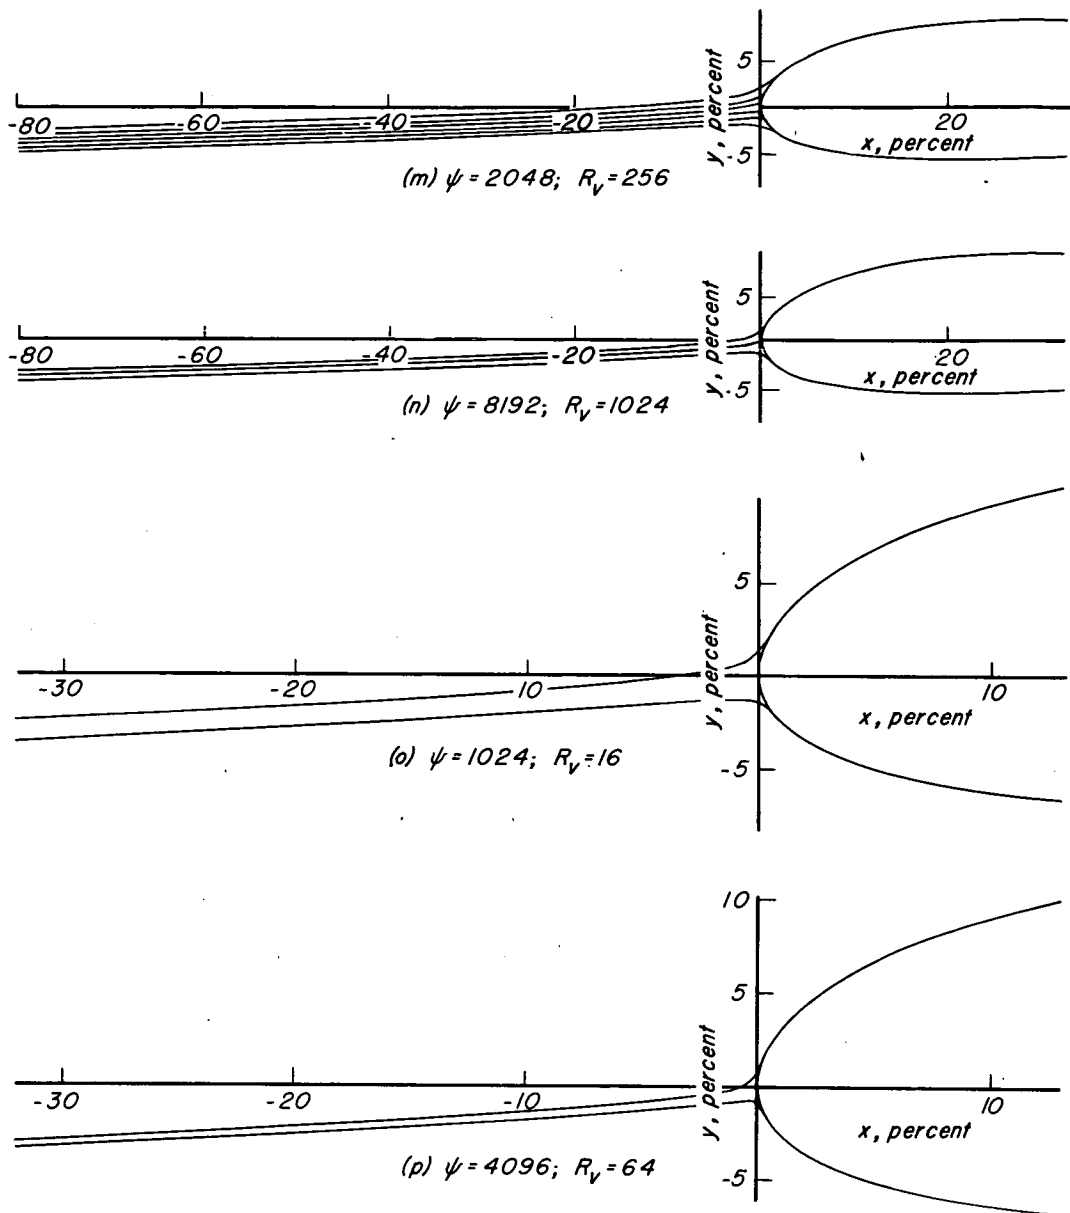 5
-80 -60 -40 -20 20
y, percent
x, percent
-5
(m) ψ = 2048; R_v = 256
5
-80 -60 -40 -20 20
y, percent
x, percent
-5
(n) ψ = 8192; R_v = 1024
5
-30 -20 -10 10
y, percent
x, percent
-5
(o) ψ = 1024; R_v = 16
10
5
-30 -20 -10 10
y, percent
x, percent
-5
(p) ψ = 4096; R_v = 64